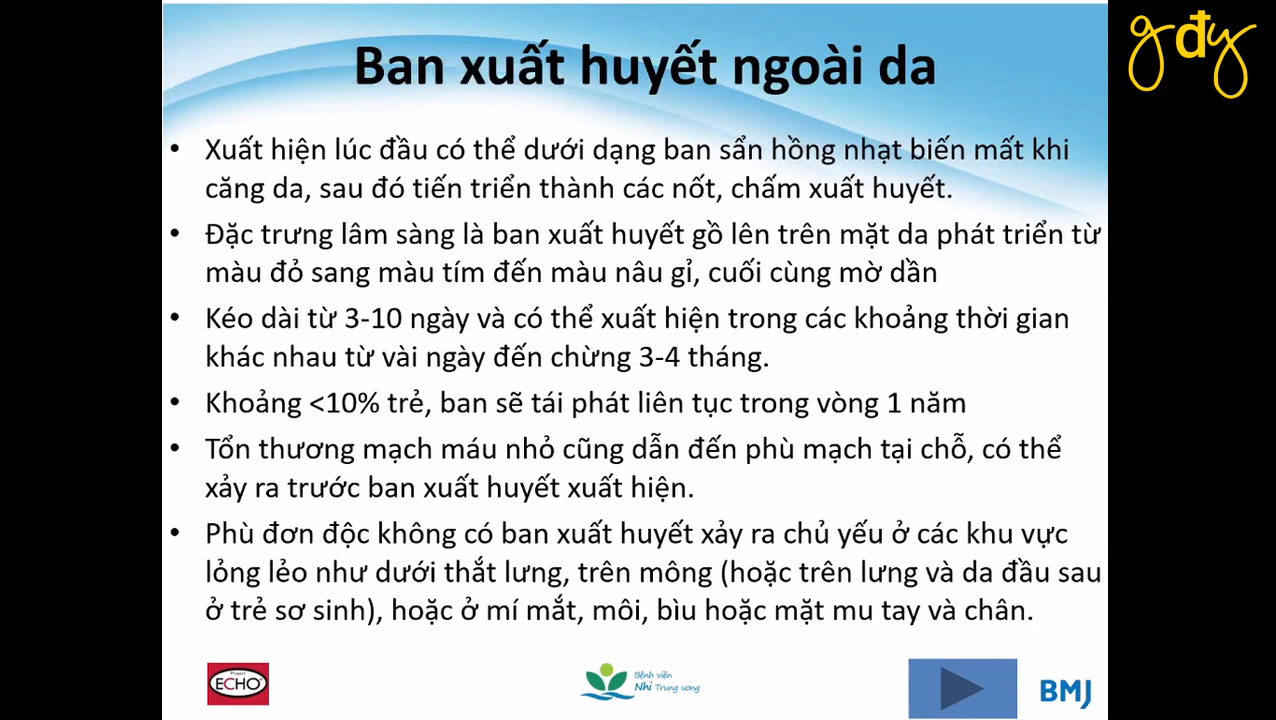 gđy
Ban xuất huyết ngoài da
• Xuất hiện lúc đầu có thể dưới dạng ban sẩn hồng nhạt biến mất khi
căng da, sau đó tiến triển thành các nốt, chấm xuất huyết.
• Đặc trưng lâm sàng là ban xuất huyết gồ lên trên mặt da phát triển từ
màu đỏ sang màu tím đến màu nâu gỉ, cuối cùng mờ dần
• Kéo dài từ 3-10 ngày và có thể xuất hiện trong các khoảng thời gian
khác nhau từ vài ngày đến chừng 3-4 tháng.
• Khoảng <10% trẻ, ban sẽ tái phát liên tục trong vòng 1 năm
• Tổn thương mạch máu nhỏ cũng dẫn đến phù mạch tại chỗ, có thể
xảy ra trước ban xuất huyết xuất hiện.
• Phù đơn độc không có ban xuất huyết xảy ra chủ yếu ở các khu vực
lỏng lẻo như dưới thắt lưng, trên mông (hoặc trên lưng và da đầu sau
ở trẻ sơ sinh), hoặc ở mí mắt, môi, bìu hoặc mặt mu tay và chân.
Project
ECHO
Bệnh viện
Nhi Trung ương
BMJ